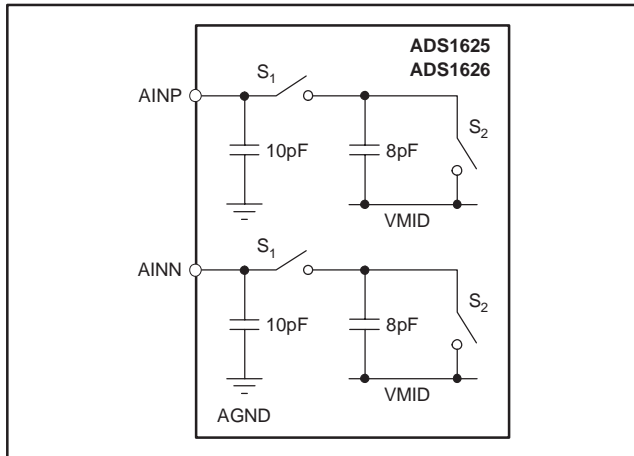 ADS1625
ADS1626
S1
AINP
S2
10pF
8pF
VMID
S1
AINN
S2
10pF
8pF
VMID
AGND